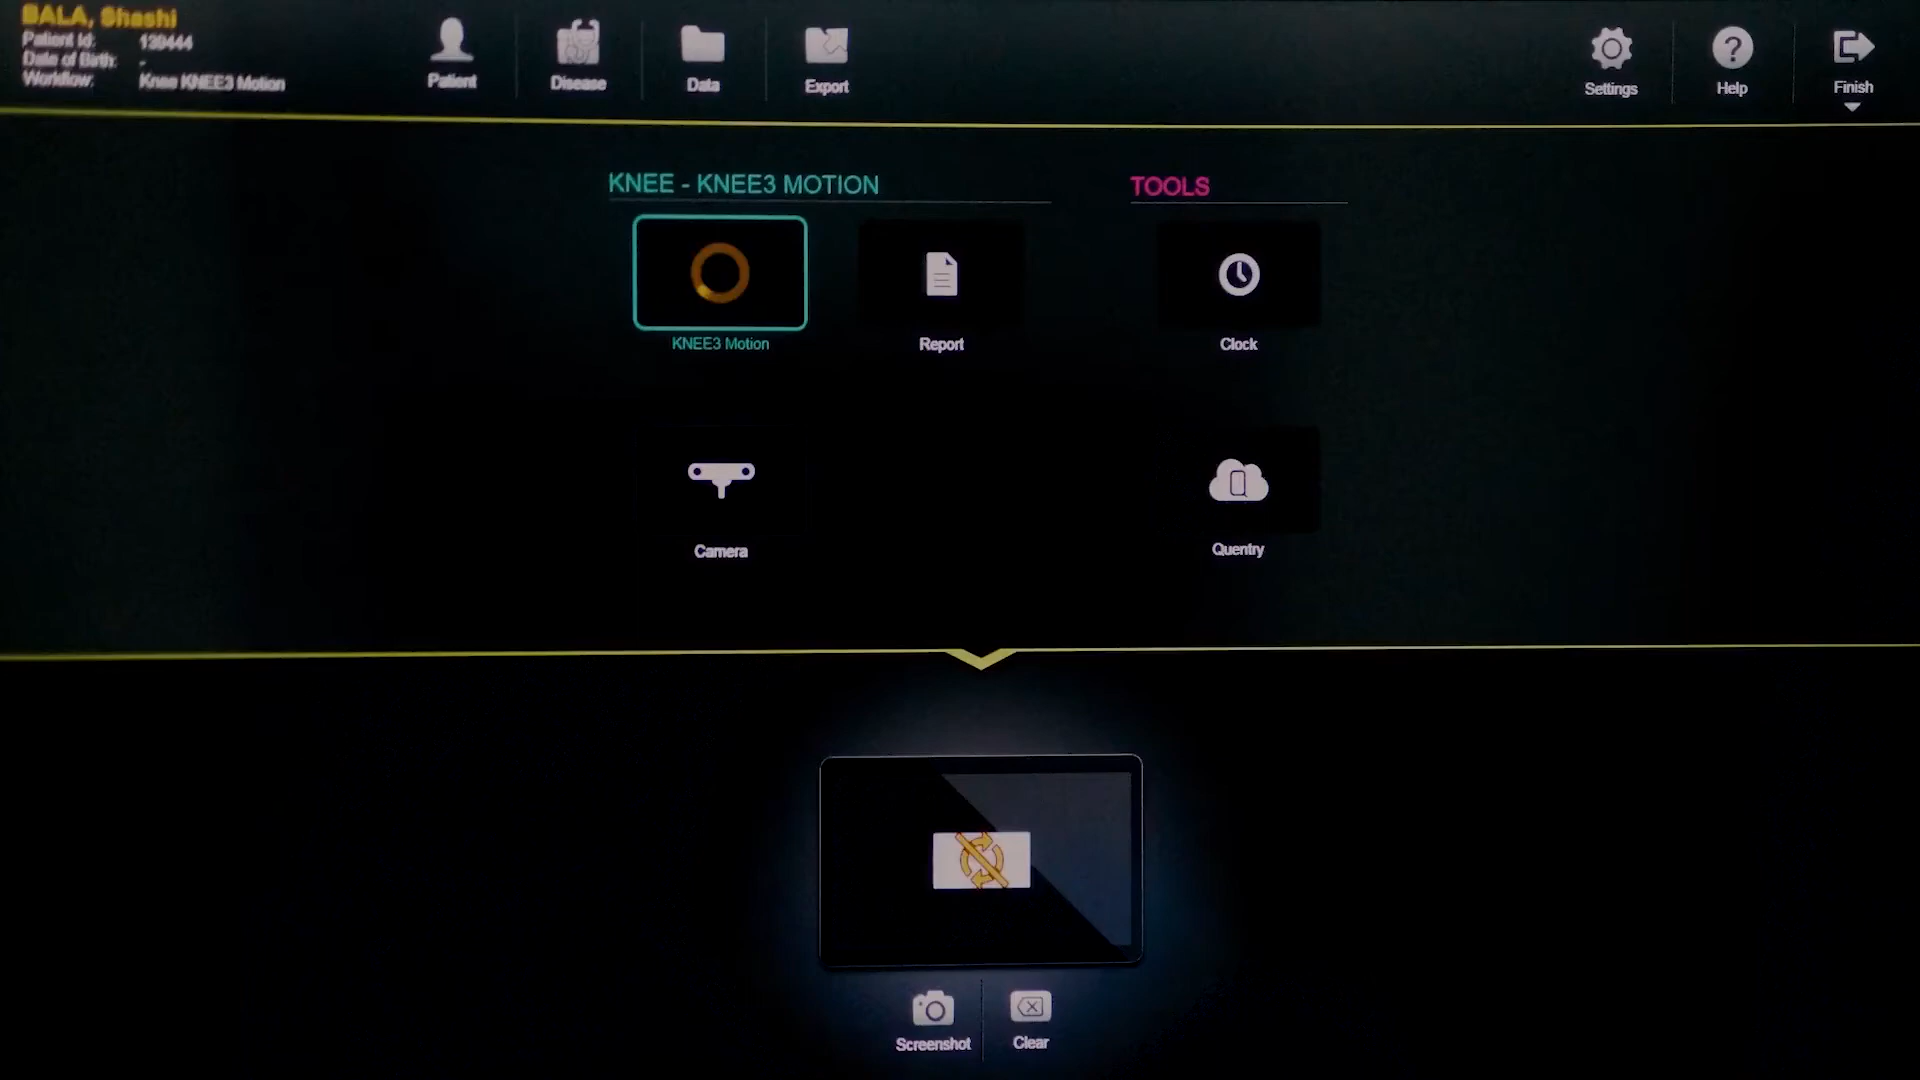 BALA, Shashi
Patient Id: 139444
Date of Birth: -
Workflow: Knee KNEE3 Motion
Patient
Disease
Data
Export
Settings
Help
Finish
KNEE - KNEE3 MOTION
TOOLS
KNEE3 Motion
Report
Clock
Camera
Quentry
Screenshot
Clear